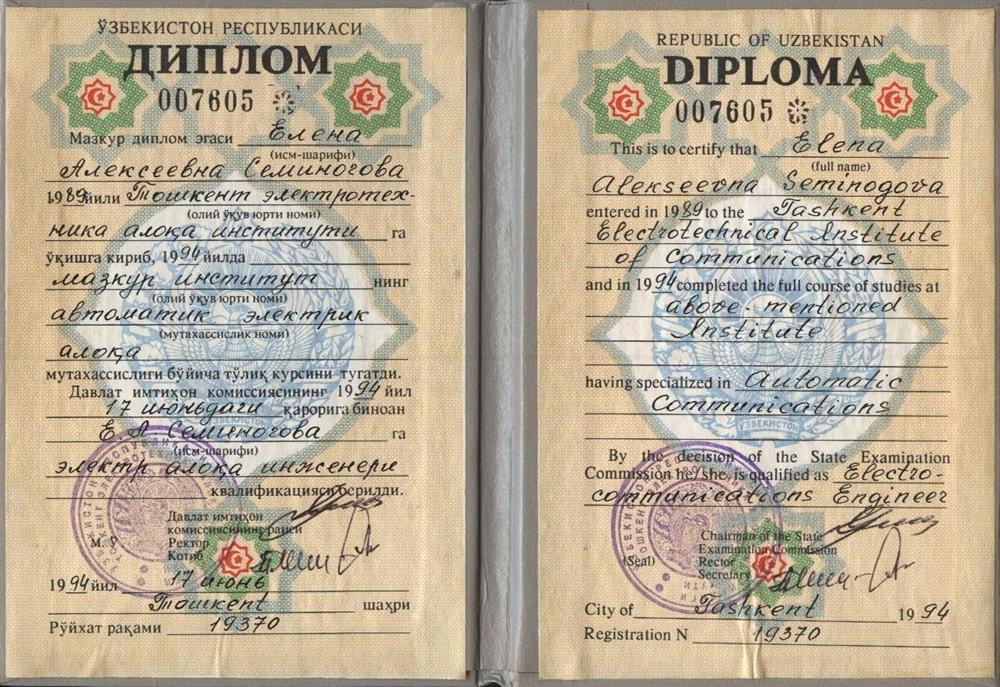 ЎЗБЕКИСТОН РЕСПУБЛИКАСИ
ДИПЛОМ
007605
Мазкур диплом эгаси Елена
(исм-шарифи)
Алексеевна Семиногова
1989 йили Тошкент электротех-
(олий ўқув юрти номи)
ника алоқа институти га
ўқишга кириб, 1994 йилда
мазкур институт нинг
(олий ўқув юрти номи)
автоматик электрик
(мутахассислик номи)
алоқа
мутахассислиги бўйича тўлиқ курсини тугатди.
Давлат имтиҳон комиссиясининг 1994 йил
17 июньдаги қарорига биноан
Е. А. Семиногова га
(исм-шарифи)
электр алоқа инженери
квалификацияси берилди.
Давлат имтиҳон
комиссиясининг раиси
М. Ў. Ректор
Котиб
1994 йил 17 июнь
Тошкент шаҳри
Рўйхат рақами 19370
REPUBLIC OF UZBEKISTAN
DIPLOMA
007605
This is to certify that Elena
(full name)
Alekseevna Seminogova
entered in 1989 to the Tashkent
Electrotechnical Institute
of Communications
and in 1994 completed the full course of studies at
above-mentioned
Institute
having specialized in Automatic
Communications
ЎЗБЕКИСТОН
By the decision of the State Examination
Commission he/she is qualified as Electro-
communications Engineer
Chairman of the State
Examination Commission
(Seal) Rector
Secretary
City of Tashkent 1994
Registration N 19370